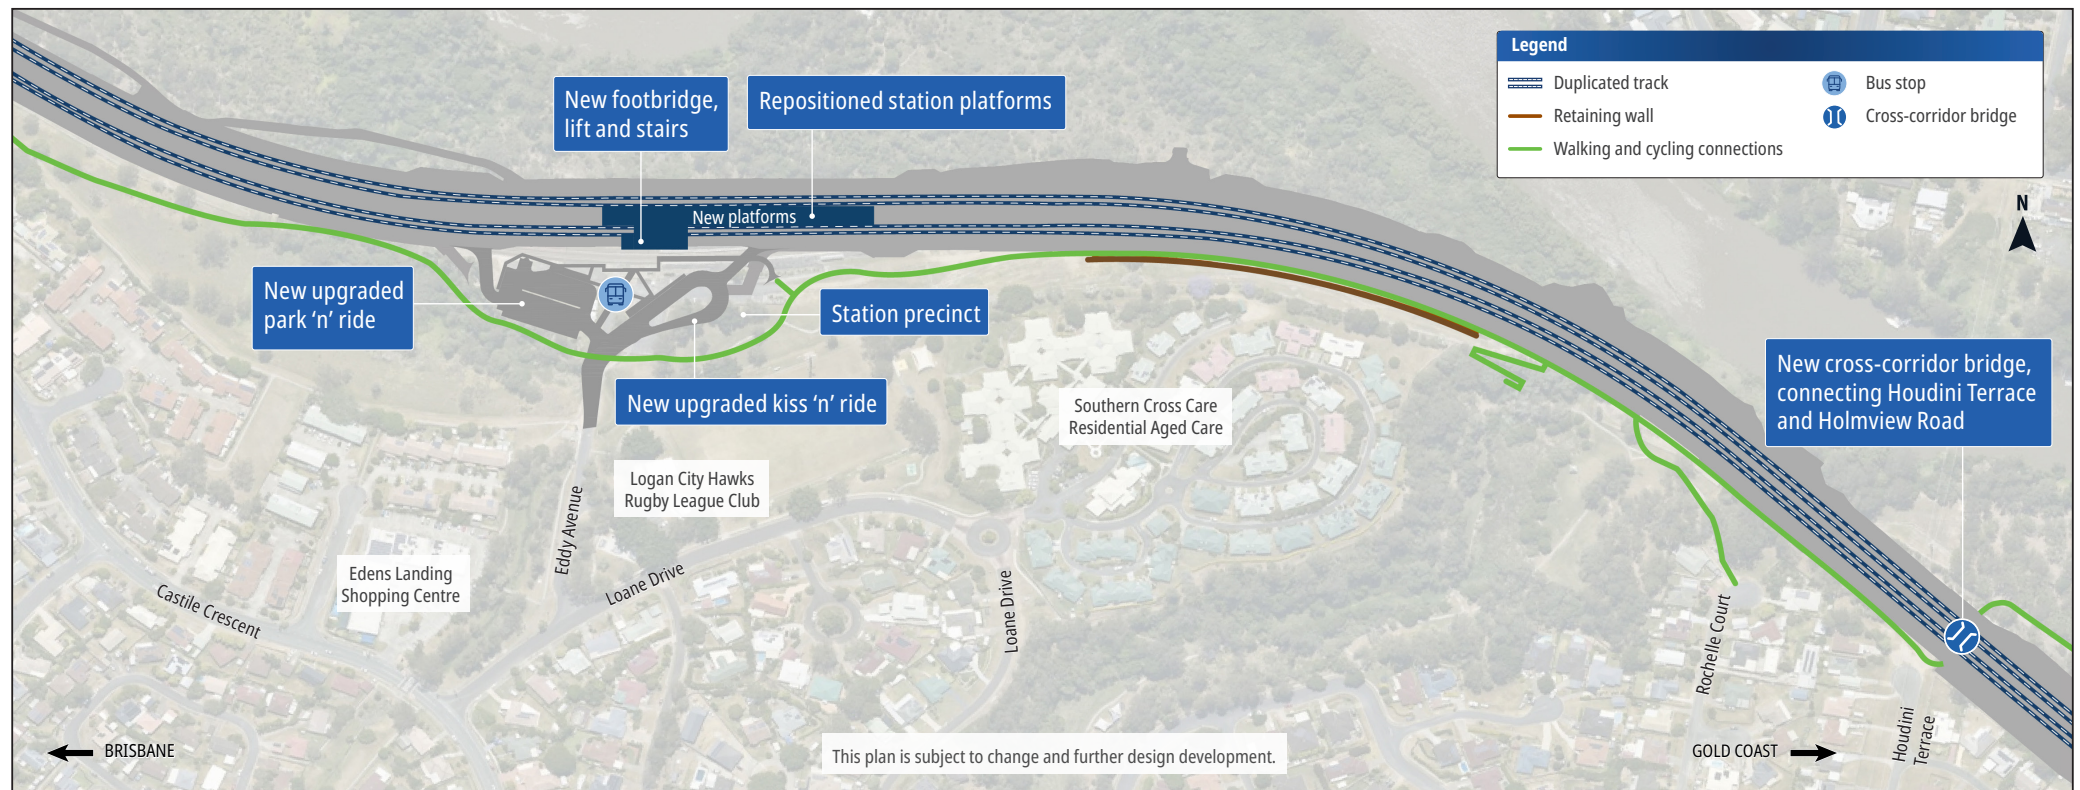 Legend
Duplicated track
Retaining wall
Walking and cycling connections
Bus stop
Cross-corridor bridge
N
New footbridge,
lift and stairs
Repositioned station platforms
New platforms
New upgraded
park ‘n’ ride
Station precinct
New upgraded kiss ‘n’ ride
New cross-corridor bridge,
connecting Houdini Terrace
and Holmview Road
Southern Cross Care
Residential Aged Care
Logan City Hawks
Rugby League Club
Edens Landing
Shopping Centre
Eddy Avenue
Loane Drive
Castile Crescent
Loane Drive
Rochelle Court
Houdini
Terrace
BRISBANE
This plan is subject to change and further design development.
GOLD COAST